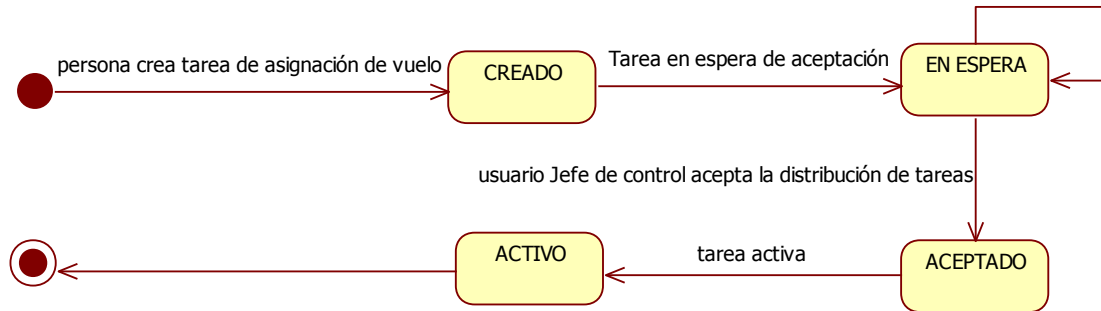 persona crea tarea de asignación de vuelo
CREADO
Tarea en espera de aceptación
EN ESPERA
usuario Jefe de control acepta la distribución de tareas
ACTIVO
tarea activa
ACEPTADO